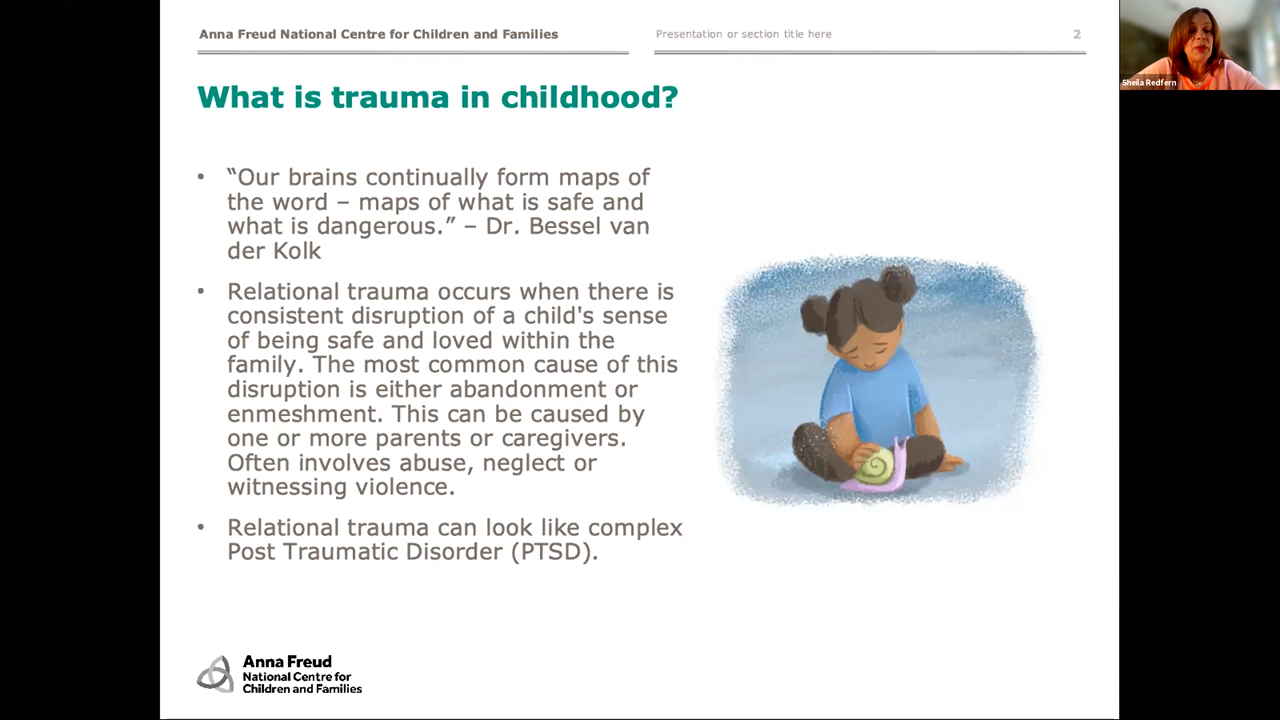 Anna Freud National Centre for Children and Families
Presentation or section title here
2
Sheila Redfern
What is trauma in childhood?
• “Our brains continually form maps of
the word – maps of what is safe and
what is dangerous.” – Dr. Bessel van
der Kolk
• Relational trauma occurs when there is
consistent disruption of a child's sense
of being safe and loved within the
family. The most common cause of this
disruption is either abandonment or
enmeshment. This can be caused by
one or more parents or caregivers.
Often involves abuse, neglect or
witnessing violence.
• Relational trauma can look like complex
Post Traumatic Disorder (PTSD).
Anna Freud
National Centre for
Children and Families